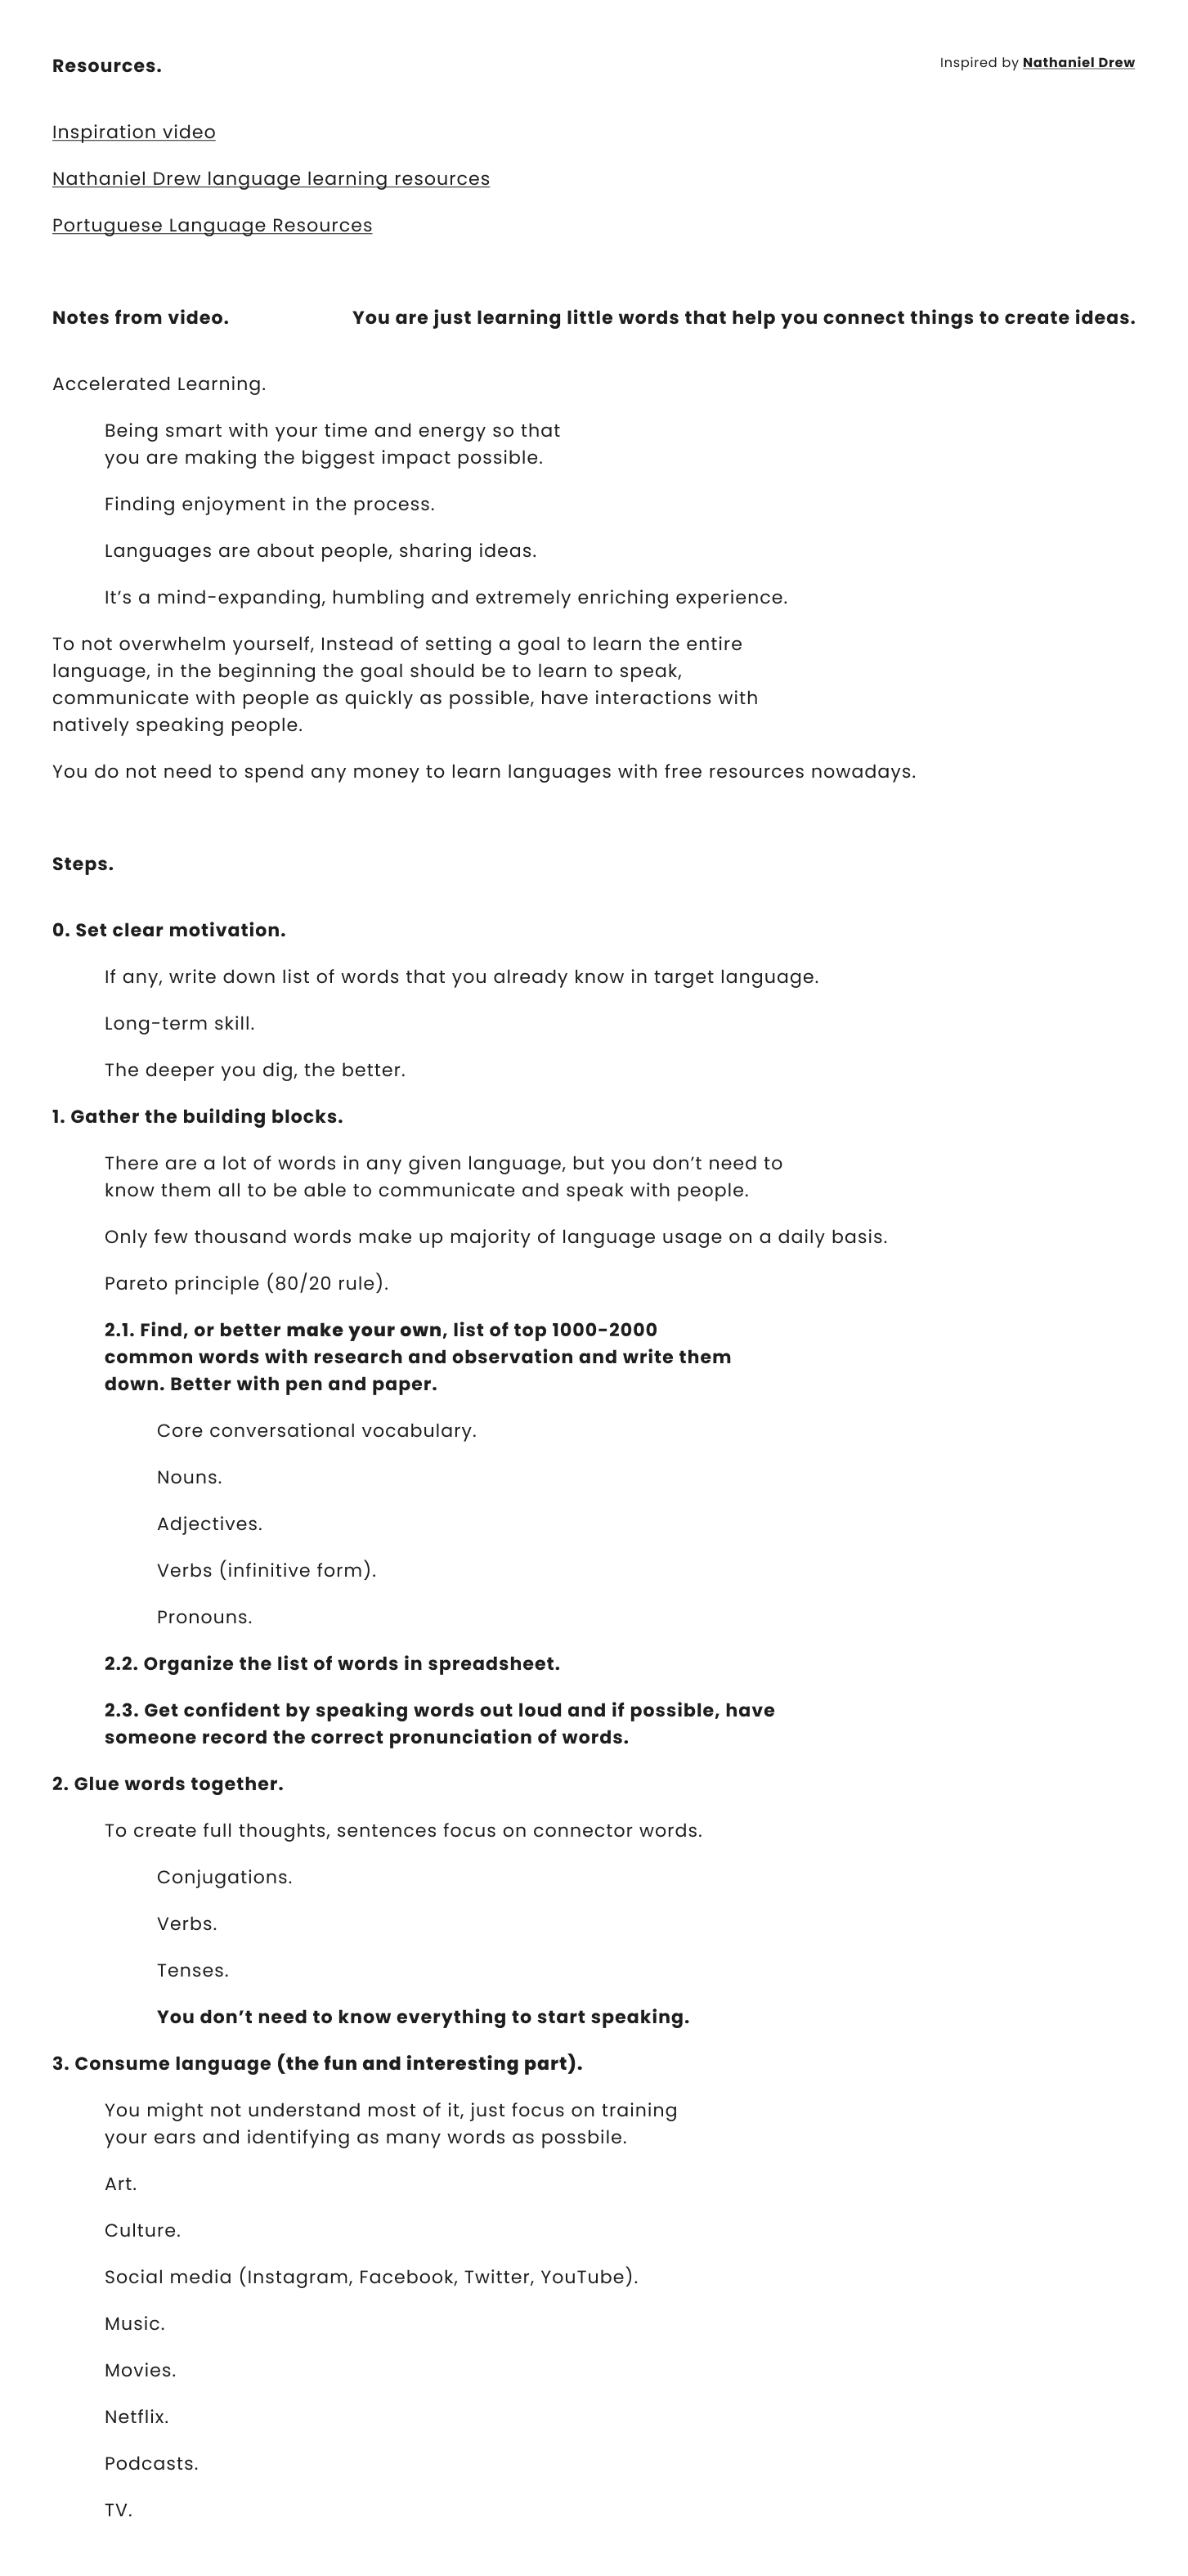 Resources.
Inspired by Nathaniel Drew
Inspiration video
Nathaniel Drew language learning resources
Portuguese Language Resources
Notes from video.
You are just learning little words that help you connect things to create ideas.
Accelerated Learning.
Being smart with your time and energy so that
you are making the biggest impact possible.
Finding enjoyment in the process.
Languages are about people, sharing ideas.
It’s a mind-expanding, humbling and extremely enriching experience.
To not overwhelm yourself, Instead of setting a goal to learn the entire
language, in the beginning the goal should be to learn to speak,
communicate with people as quickly as possible, have interactions with
natively speaking people.
You do not need to spend any money to learn languages with free resources nowadays.
Steps.
0. Set clear motivation.
If any, write down list of words that you already know in target language.
Long-term skill.
The deeper you dig, the better.
1. Gather the building blocks.
There are a lot of words in any given language, but you don’t need to
know them all to be able to communicate and speak with people.
Only few thousand words make up majority of language usage on a daily basis.
Pareto principle (80/20 rule).
2.1. Find, or better make your own, list of top 1000-2000
common words with research and observation and write them
down. Better with pen and paper.
Core conversational vocabulary.
Nouns.
Adjectives.
Verbs (infinitive form).
Pronouns.
2.2. Organize the list of words in spreadsheet.
2.3. Get confident by speaking words out loud and if possible, have
someone record the correct pronunciation of words.
2. Glue words together.
To create full thoughts, sentences focus on connector words.
Conjugations.
Verbs.
Tenses.
You don’t need to know everything to start speaking.
3. Consume language (the fun and interesting part).
You might not understand most of it, just focus on training
your ears and identifying as many words as possbile.
Art.
Culture.
Social media (Instagram, Facebook, Twitter, YouTube).
Music.
Movies.
Netflix.
Podcasts.
TV.